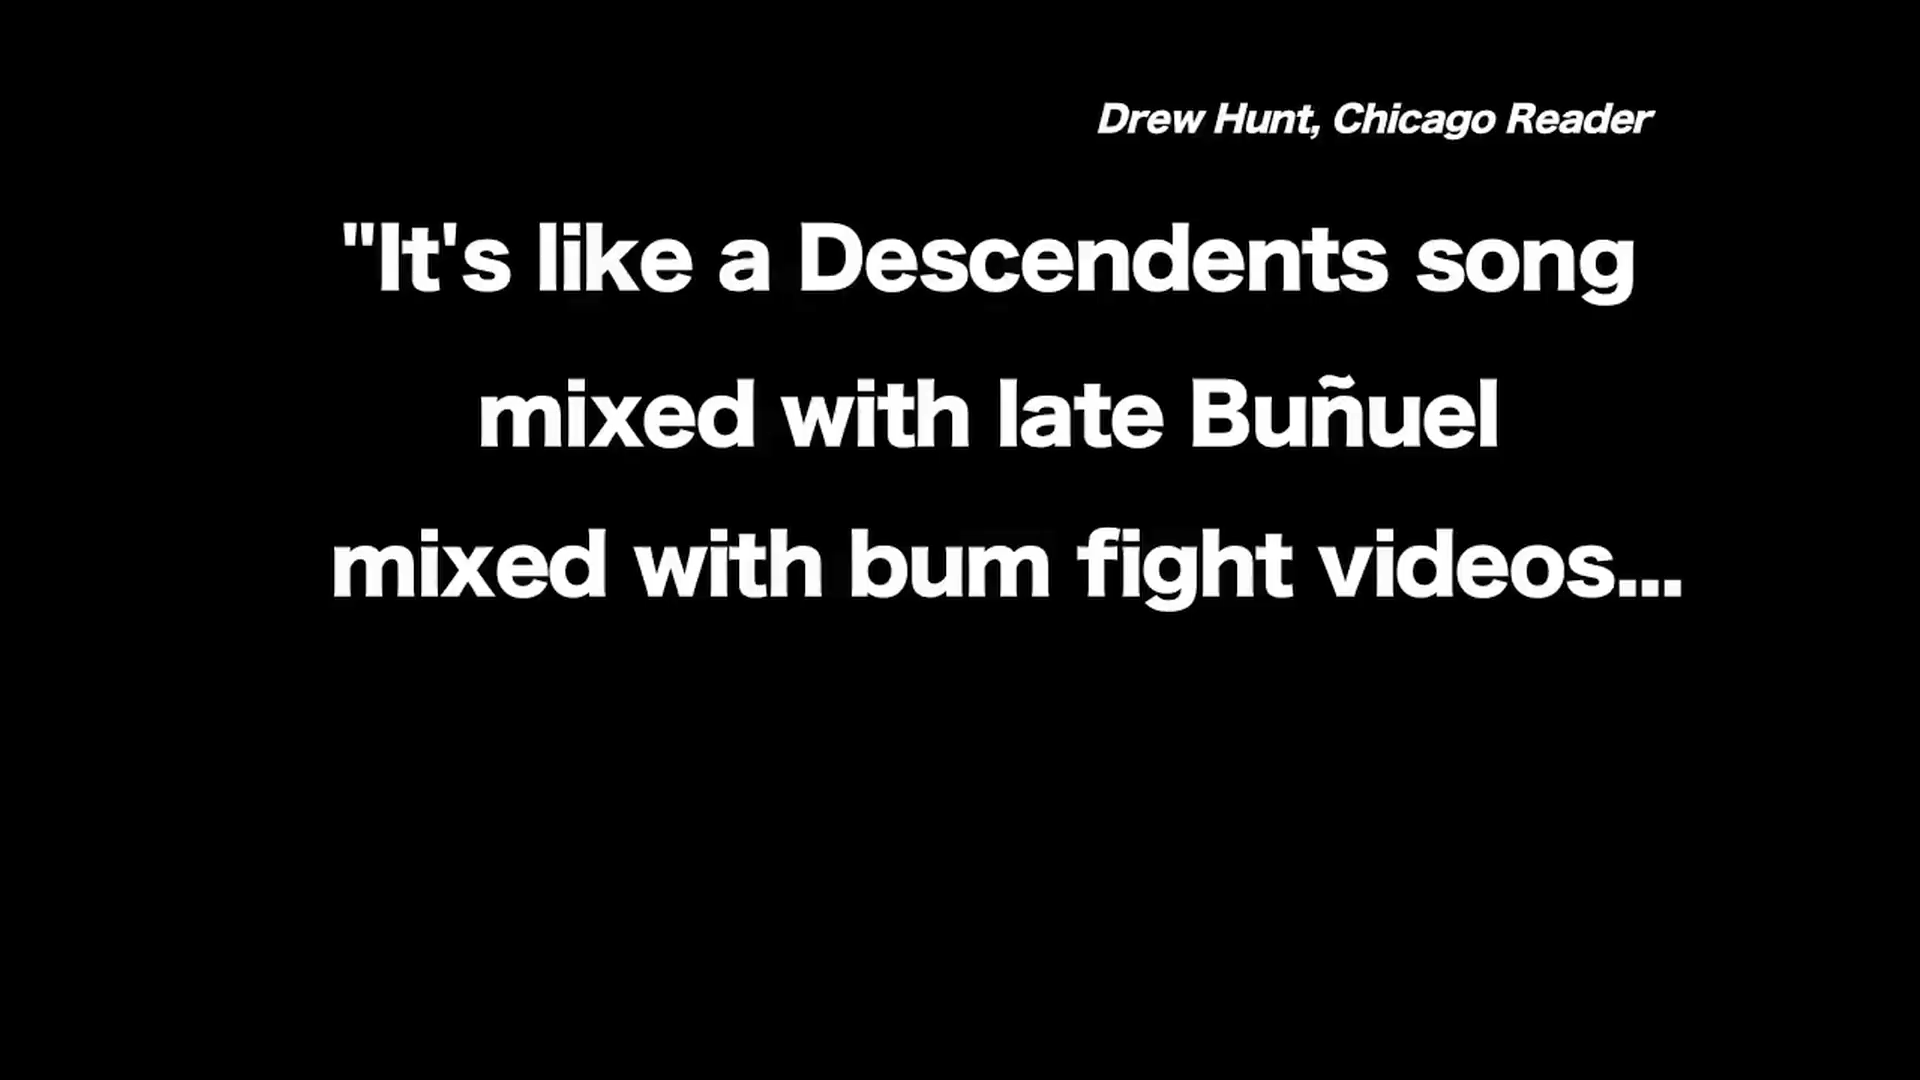 Drew Hunt, Chicago Reader
"It's like a Descendents song
mixed with late Buñuel
mixed with bum fight videos...